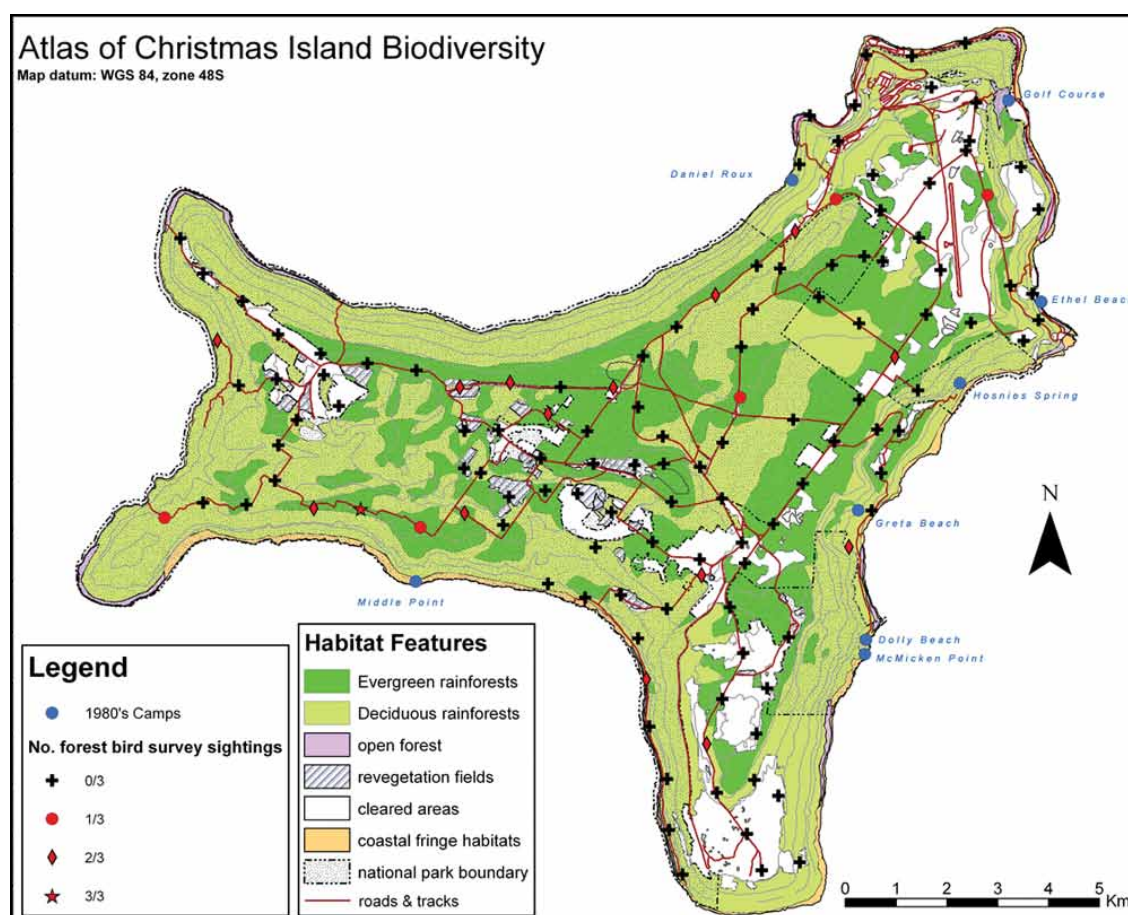 Atlas of Christmas Island Biodiversity
Map datum: WGS 84, zone 48S
Golf Course
Daniel Roux
Ethel Beach
Hosnies Spring
Greta Beach
N
Middle Point
Dolly Beach
McMicken Point
Legend
1980's Camps
No. forest bird survey sightings
0/3
1/3
2/3
3/3
Habitat Features
Evergreen rainforests
Deciduous rainforests
open forest
revegetation fields
cleared areas
coastal fringe habitats
national park boundary
roads & tracks
0 1 2 3 4 5
Km